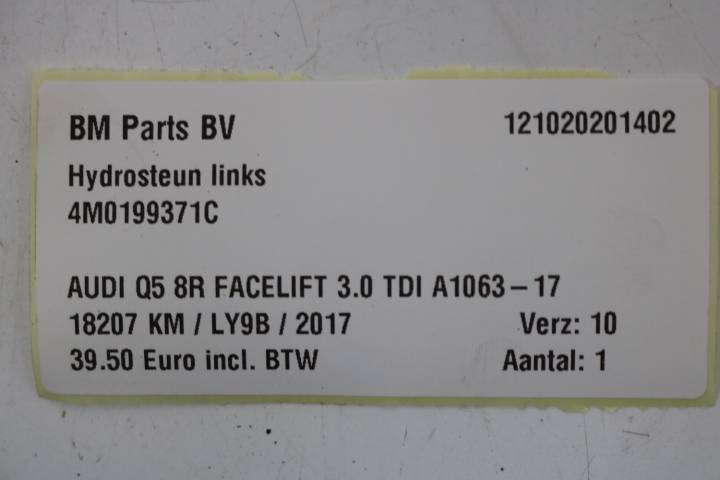 BM Parts BV 121020201402
Hydrosteun links
4M0199371C
AUDI Q5 8R FACELIFT 3.0 TDI A1063-17
18207 KM / LY9B / 2017 Verz: 10
39.50 Euro incl. BTW Aantal: 1